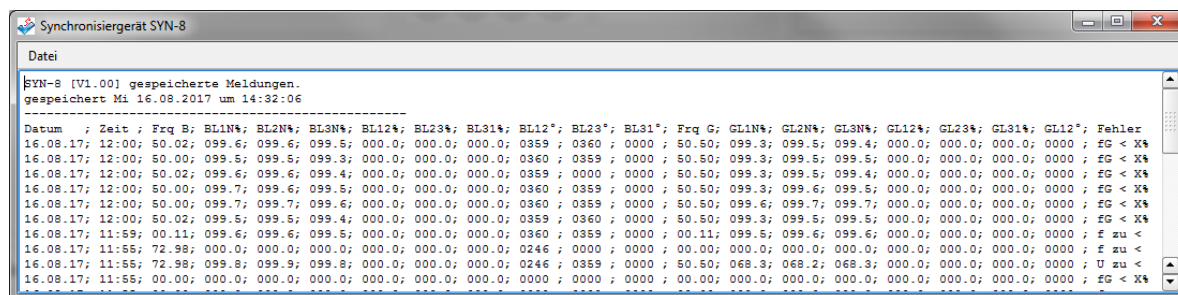 Synchronisiergerät SYN-8
Datei
SYN-8 [V1.00] gespeicherte Meldungen.
gespeichert Mi 16.08.2017 um 14:32:06
----------------------------------------------------
Datum ; Zeit ; Frq B; BL1N%; BL2N%; BL3N%; BL12%; BL23%; BL31%; BL12°; BL23°; BL31°; Frq G; GL1N%; GL2N%; GL3N%; GL12%; GL23%; GL31%; GL12°; Fehler
16.08.17; 12:00; 50.02; 099.6; 099.6; 099.5; 000.0; 000.0; 000.0; 0359 ; 0360 ; 0000 ; 50.50; 099.3; 099.5; 099.4; 000.0; 000.0; 000.0; 0000 ; fG < X%
16.08.17; 12:00; 50.00; 099.5; 099.5; 099.3; 000.0; 000.0; 000.0; 0360 ; 0359 ; 0000 ; 50.50; 099.3; 099.5; 099.5; 000.0; 000.0; 000.0; 0000 ; fG < X%
16.08.17; 12:00; 50.02; 099.6; 099.6; 099.4; 000.0; 000.0; 000.0; 0359 ; 0000 ; 0000 ; 50.50; 099.3; 099.5; 099.4; 000.0; 000.0; 000.0; 0000 ; fG < X%
16.08.17; 12:00; 50.00; 099.7; 099.6; 099.5; 000.0; 000.0; 000.0; 0360 ; 0359 ; 0000 ; 50.50; 099.3; 099.6; 099.5; 000.0; 000.0; 000.0; 0000 ; fG < X%
16.08.17; 12:00; 50.00; 099.7; 099.7; 099.6; 000.0; 000.0; 000.0; 0360 ; 0359 ; 0000 ; 50.50; 099.6; 099.7; 099.7; 000.0; 000.0; 000.0; 0000 ; fG < X%
16.08.17; 12:00; 50.02; 099.5; 099.5; 099.4; 000.0; 000.0; 000.0; 0359 ; 0360 ; 0000 ; 50.50; 099.3; 099.5; 099.5; 000.0; 000.0; 000.0; 0000 ; fG < X%
16.08.17; 11:59; 00.11; 099.6; 099.6; 099.5; 000.0; 000.0; 000.0; 0360 ; 0359 ; 0000 ; 00.11; 099.5; 099.6; 099.6; 000.0; 000.0; 000.0; 0000 ; f zu <
16.08.17; 11:55; 72.98; 000.0; 000.0; 000.0; 000.0; 000.0; 000.0; 0246 ; 0000 ; 0000 ; 00.00; 000.0; 000.0; 000.0; 000.0; 000.0; 000.0; 0000 ; f zu <
16.08.17; 11:55; 72.98; 099.8; 099.9; 099.8; 000.0; 000.0; 000.0; 0246 ; 0359 ; 0000 ; 50.50; 068.3; 068.2; 068.3; 000.0; 000.0; 000.0; 0000 ; U zu <
16.08.17; 11:55; 00.00; 000.0; 000.0; 000.0; 000.0; 000.0; 000.0; 0000 ; 0000 ; 0000 ; 00.00; 000.0; 000.0; 000.0; 000.0; 000.0; 000.0; 0000 ; fG < X%